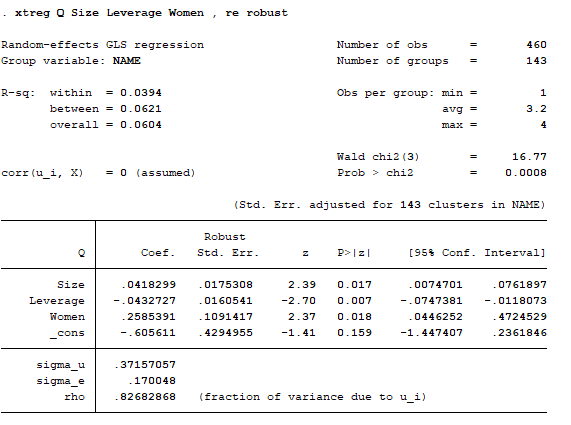 . xtreg Q Size Leverage Women , re robust
Random-effects GLS regression Number of obs = 460
Group variable: NAME Number of groups = 143
R-sq: within = 0.0394 Obs per group: min = 1
between = 0.0621 avg = 3.2
overall = 0.0604 max = 4
Wald chi2(3) = 16.77
corr(u_i, X) = 0 (assumed) Prob > chi2 = 0.0008
(Std. Err. adjusted for 143 clusters in NAME)
Robust
Q Coef. Std. Err. z P>|z| [95% Conf. Interval]
Size .0418299 .0175308 2.39 0.017 .0074701 .0761897
Leverage -.0432727 .0160541 -2.70 0.007 -.0747381 -.0118073
Women .2585391 .1091417 2.37 0.018 .0446252 .4724529
_cons -.605611 .4294955 -1.41 0.159 -1.447407 .2361846
sigma_u .37157057
sigma_e .170048
rho .82682868 (fraction of variance due to u_i)